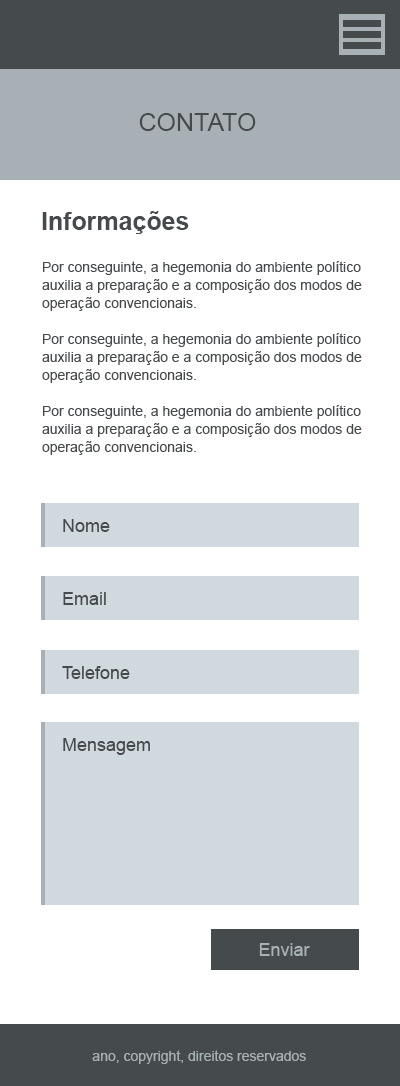 CONTATO
Informações
Por conseguinte, a hegemonia do ambiente político
auxilia a preparação e a composição dos modos de
operação convencionais.
Por conseguinte, a hegemonia do ambiente político
auxilia a preparação e a composição dos modos de
operação convencionais.
Por conseguinte, a hegemonia do ambiente político
auxilia a preparação e a composição dos modos de
operação convencionais.
Nome
Email
Telefone
Mensagem
Enviar
ano, copyright, direitos reservados